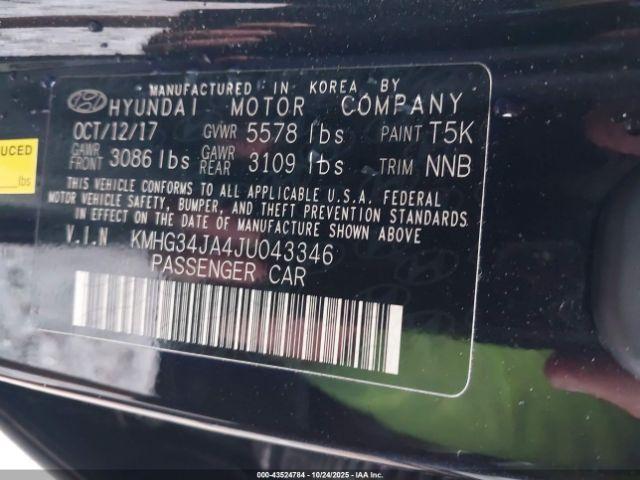 MANUFACTURED IN KOREA BY
HYUNDAI MOTOR COMPANY
OCT/12/17 GVWR 5578 lbs PAINT T5K
GAWR FRONT 3086 lbs GAWR REAR 3109 lbs TRIM NNB
THIS VEHICLE CONFORMS TO ALL APPLICABLE U.S.A. FEDERAL
MOTOR VEHICLE SAFETY, BUMPER, AND THEFT PREVENTION STANDARDS
IN EFFECT ON THE DATE OF MANUFACTURE SHOWN ABOVE
V.I.N KMHG34JA4JU043346
PASSENGER CAR
UCED
lbs
100 - 43524784 - 10/24/2025 - IAA Inc.